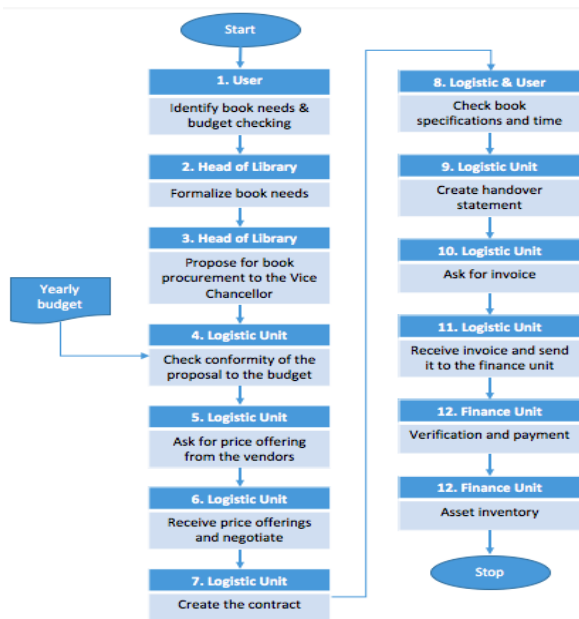 Start
1. User
Identify book needs &
budget checking
2. Head of Library
Formalize book needs
3. Head of Library
Propose for book
procurement to the Vice
Chancellor
Yearly
budget
4. Logistic Unit
Check conformity of the
proposal to the budget
5. Logistic Unit
Ask for price offering
from the vendors
6. Logistic Unit
Receive price offerings
and negotiate
7. Logistic Unit
Create the contract
8. Logistic & User
Check book
specifications and time
9. Logistic Unit
Create handover
statement
10. Logistic Unit
Ask for invoice
11. Logistic Unit
Receive invoice and send
it to the finance unit
12. Finance Unit
Verification and payment
12. Finance Unit
Asset inventory
Stop